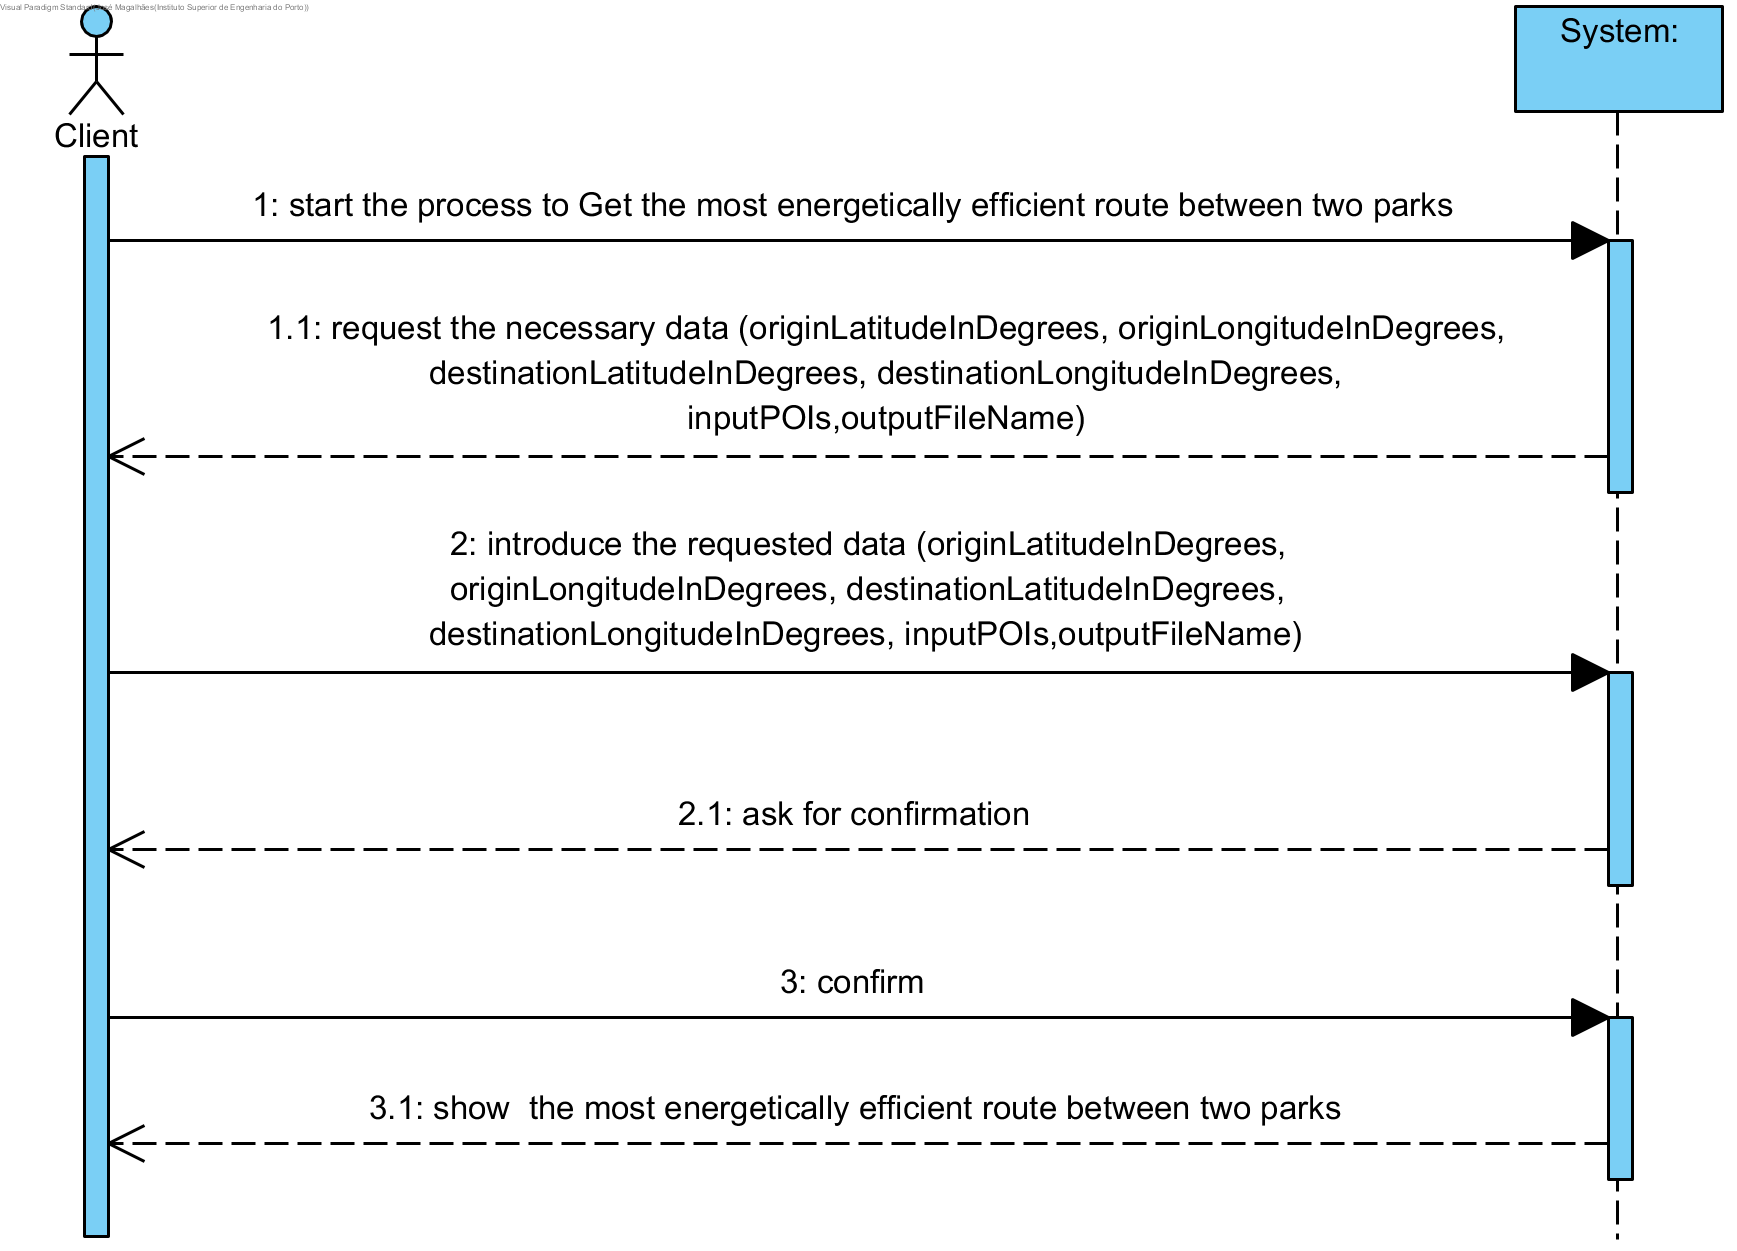 Visual Paradigm Standard(José Magalhães(Instituto Superior de Engenharia do Porto))
System:
Client
1: start the process to Get the most energetically efficient route between two parks
1.1: request the necessary data (originLatitudeInDegrees, originLongitudeInDegrees,
destinationLatitudeInDegrees, destinationLongitudeInDegrees,
inputPOIs,outputFileName)
2: introduce the requested data (originLatitudeInDegrees,
originLongitudeInDegrees, destinationLatitudeInDegrees,
destinationLongitudeInDegrees, inputPOIs,outputFileName)
2.1: ask for confirmation
3: confirm
3.1: show  the most energetically efficient route between two parks